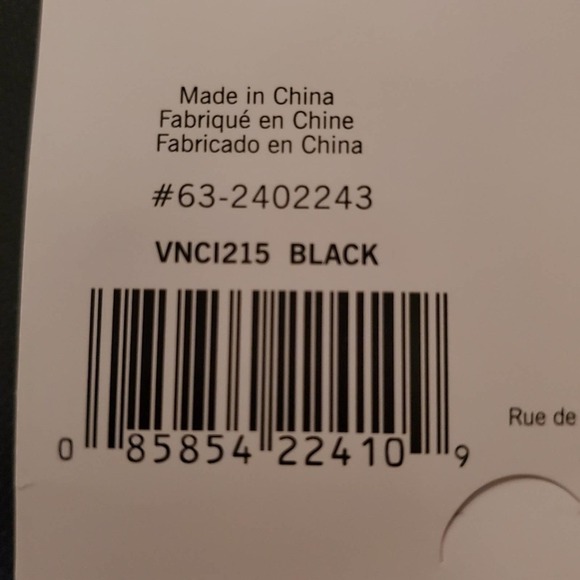 Made in China
Fabriqué en Chine
Fabricado en China
#63-2402243
VNCI215 BLACK
0 85854 22410 9
Rue de